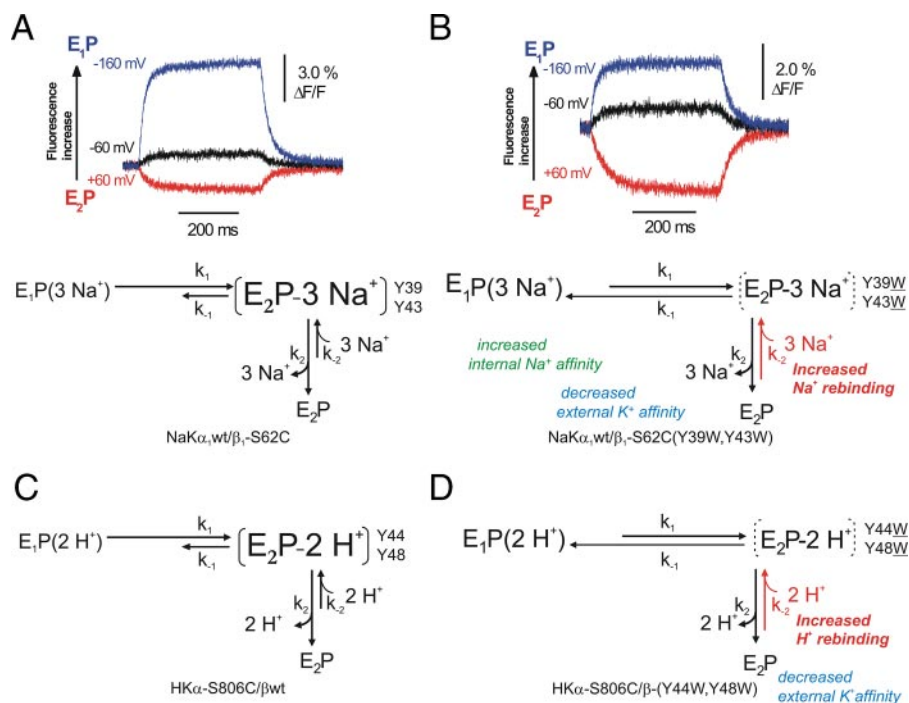 A
E₁P
-160 mV
3.0 %
ΔF/F
Fluorescence
increase
-60 mV
+60 mV
E₂P
200 ms
k₁
E₁P(3 Na⁺)
[E₂P-3 Na⁺]
Y39
Y43
k₋₁
k₂
k₋₂
3 Na⁺
3 Na⁺
E₂P
NaKα₁wt/β₁-S62C
B
E₁P
-160 mV
2.0 %
ΔF/F
-60 mV
Fluorescence
increase
+60 mV
E₂P
200 ms
k₁
E₁P(3 Na⁺)
[E₂P-3 Na⁺]
Y39W
Y43W
k₋₁
increased
internal Na⁺ affinity
k₂
k₋₂
3 Na⁺
3 Na⁺
Increased
Na⁺ rebinding
decreased
external K⁺ affinity
E₂P
NaKα₁wt/β₁-S62C(Y39W,Y43W)
C
k₁
E₁P(2 H⁺)
[E₂P-2 H⁺]
Y44
Y48
k₋₁
k₂
k₋₂
2 H⁺
2 H⁺
E₂P
HKα-S806C/βwt
D
k₁
E₁P(2 H⁺)
[E₂P-2 H⁺]
Y44W
Y48W
k₋₁
k₂
k₋₂
2 H⁺
2 H⁺
Increased
H⁺ rebinding
E₂P
decreased
external K⁺affinity
HKα-S806C/β-(Y44W,Y48W)